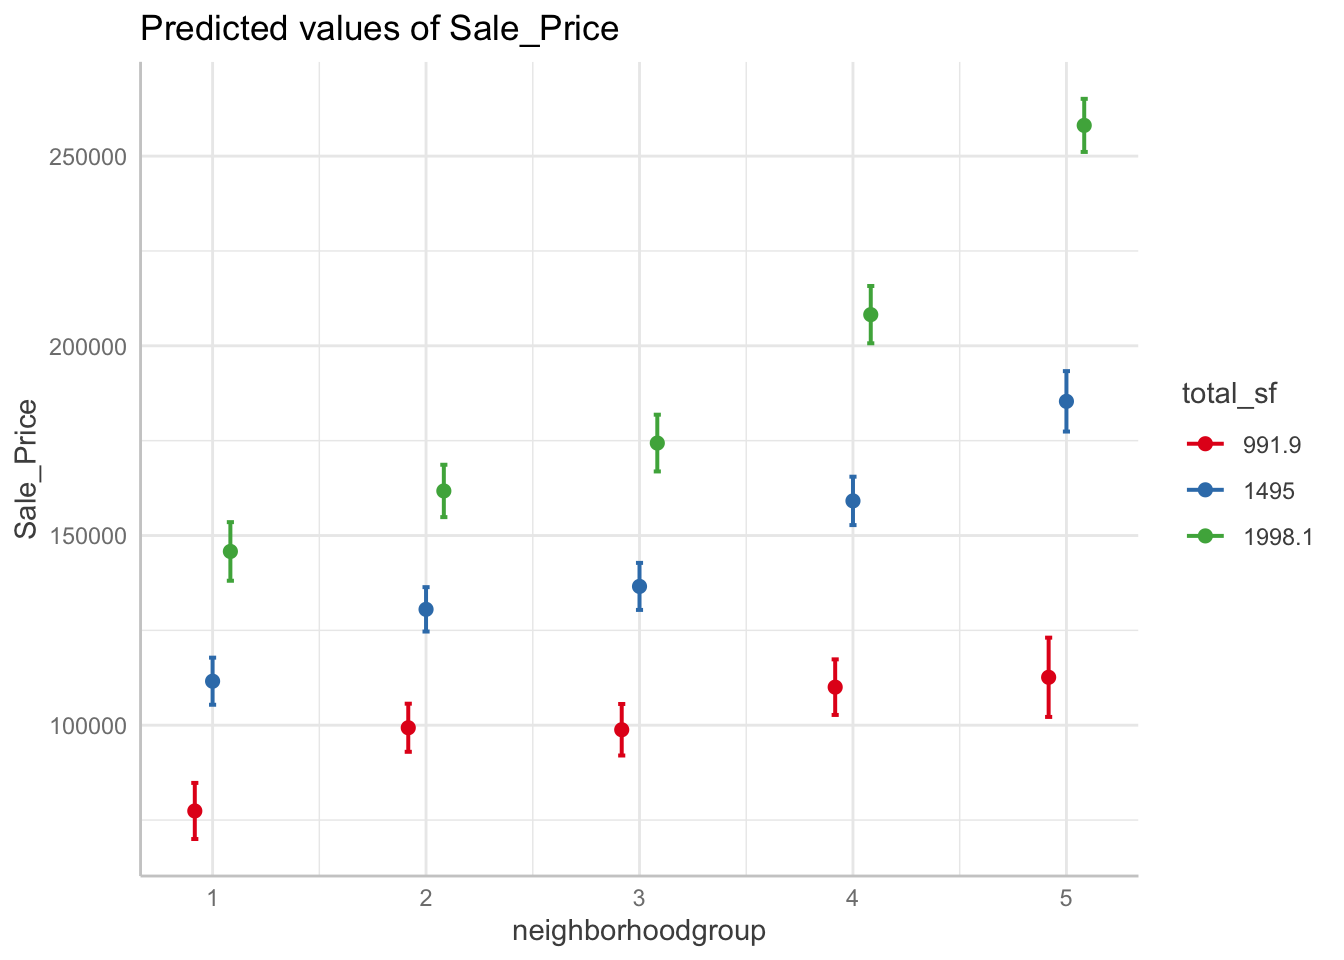 Predicted values of Sale_Price
250000
200000
150000
100000
Sale_Price
1 2 3 4 5
neighborhoodgroup
total_sf
991.9
1495
1998.1